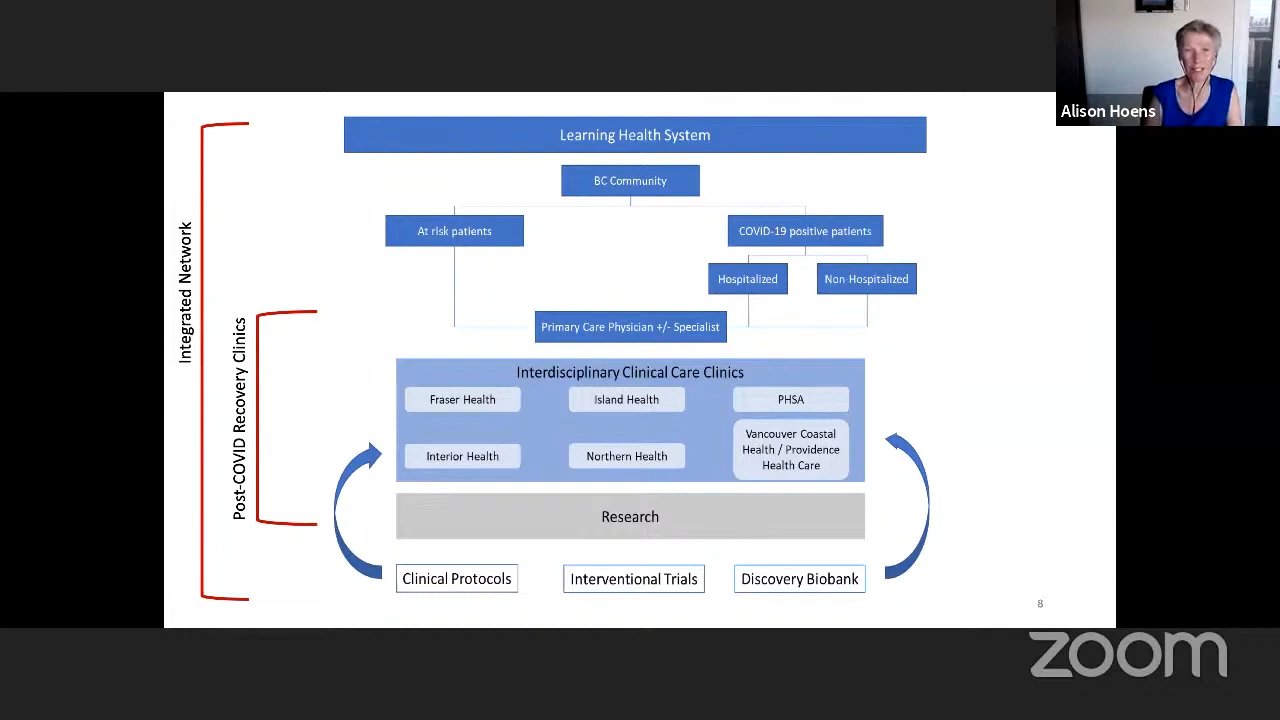 Alison Hoens
Learning Health System
BC Community
At risk patients
COVID-19 positive patients
Hospitalized
Non-Hospitalized
Primary Care Physician +/- Specialist
Integrated Network
Post-COVID Recovery Clinics
Interdisciplinary Clinical Care Clinics
Fraser Health
Island Health
PHSA
Interior Health
Northern Health
Vancouver Coastal
Health / Providence
Health Care
Research
Clinical Protocols
Interventional Trials
Discovery Biobank
8
zoom